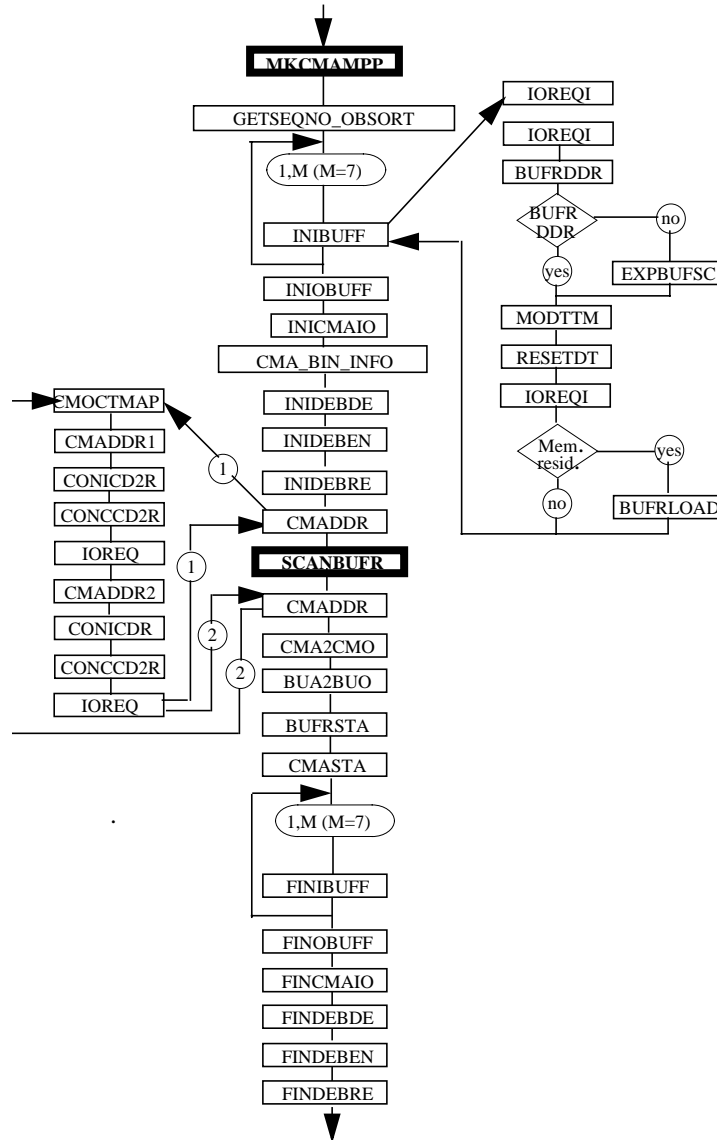 MKCMAMPP
GETSEQNO_OBSORT
1,M (M=7)
INIBUFF
INIOBUFF
INICMAIO
CMA_BIN_INFO
INIDEBDE
INIDEBEN
INIDEBRE
CMADDR
SCANBUFR
CMADDR
CMA2CMO
BUA2BUO
BUFRSTA
CMASTA
1,M (M=7)
FINIBUFF
FINOBUFF
FINCMAIO
FINDEBDE
FINDEBEN
FINDEBRE
CMOCTMAP
CMADDR1
CONICD2R
CONCCD2R
IOREQ
CMADDR2
CONICDR
CONCCD2R
IOREQ
1
1
2
2
IOREQI
IOREQI
BUFRDDR
BUFR
DDR
no
yes
EXPBUFSC
MODTTM
RESETDT
IOREQI
Mem.
resid.
yes
no
BUFRLOAD
.